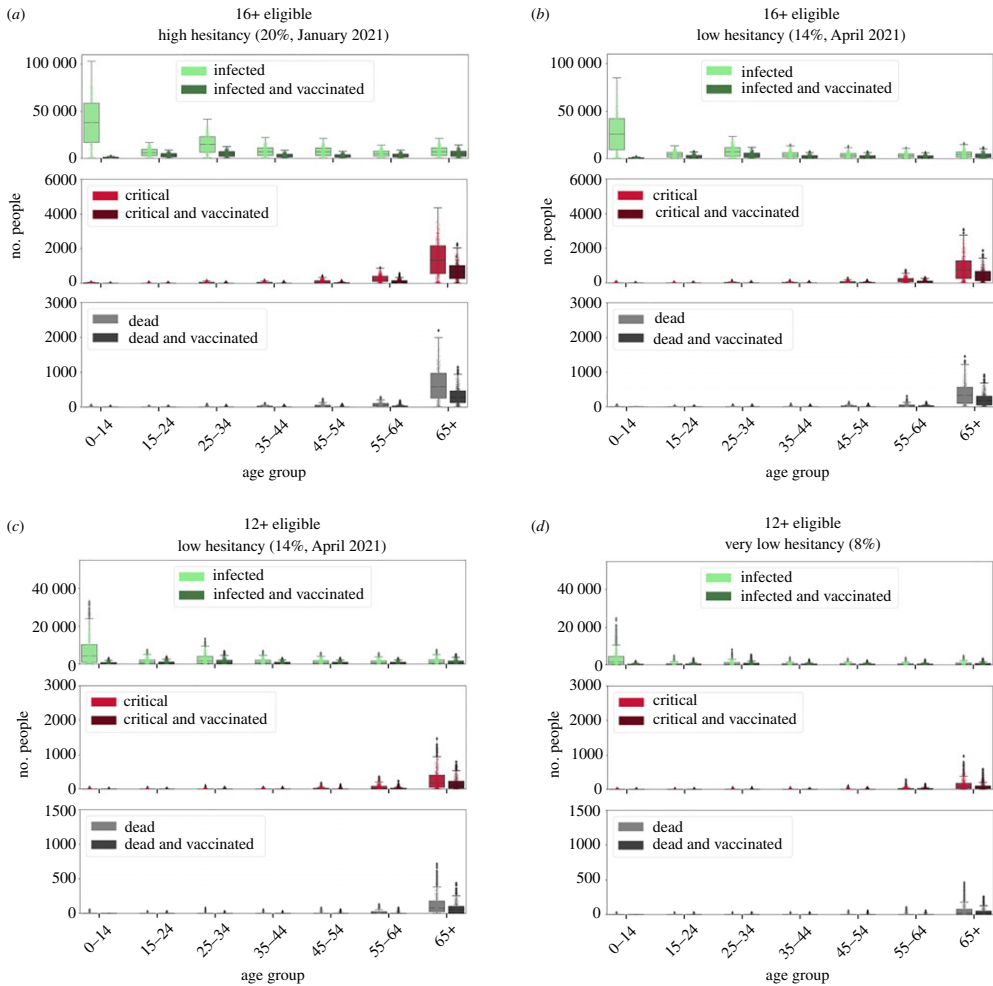 (a)
16+ eligible
high hesitancy (20%, January 2021)
100 000
50 000
0
infected
infected and vaccinated
6000
4000
2000
0
critical
critical and vaccinated
no. people
3000
2000
1000
0
dead
dead and vaccinated
0–14
15–24
25–34
35–44
45–54
55–64
65+
age group
(b)
16+ eligible
low hesitancy (14%, April 2021)
100 000
50 000
0
infected
infected and vaccinated
6000
4000
2000
0
critical
critical and vaccinated
no. people
3000
2000
1000
0
dead
dead and vaccinated
0–14
15–24
25–34
35–44
45–54
55–64
65+
age group
(c)
12+ eligible
low hesitancy (14%, April 2021)
40 000
20 000
0
infected
infected and vaccinated
3000
2000
1000
0
critical
critical and vaccinated
no. people
1500
1000
500
0
dead
dead and vaccinated
0–14
15–24
25–34
35–44
45–54
55–64
65+
age group
(d)
12+ eligible
very low hesitancy (8%)
40 000
20 000
0
infected
infected and vaccinated
3000
2000
1000
0
critical
critical and vaccinated
no. people
1500
1000
500
0
dead
dead and vaccinated
0–14
15–24
25–34
35–44
45–54
55–64
65+
age group